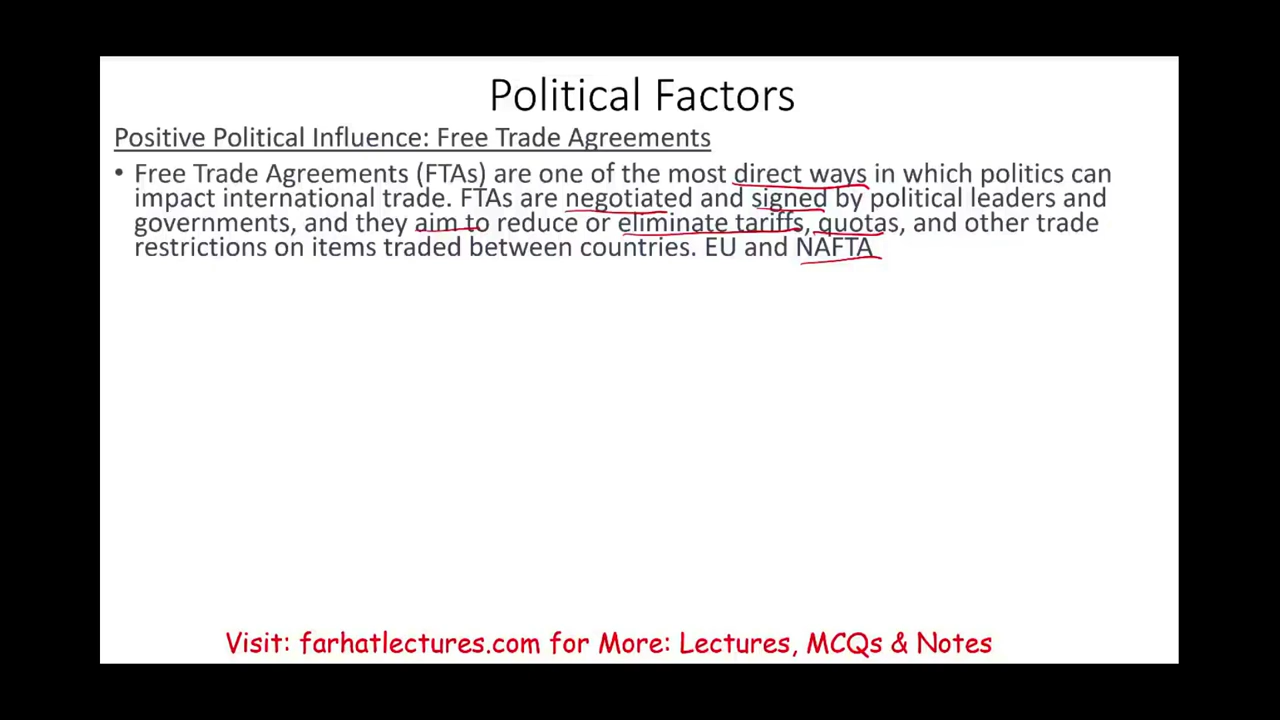 Political Factors
Positive Political Influence: Free Trade Agreements
• Free Trade Agreements (FTAs) are one of the most direct ways in which politics can
impact international trade. FTAs are negotiated and signed by political leaders and
governments, and they aim to reduce or eliminate tariffs, quotas, and other trade
restrictions on items traded between countries. EU and NAFTA
Visit: farhatlectures.com for More: Lectures, MCQs & Notes